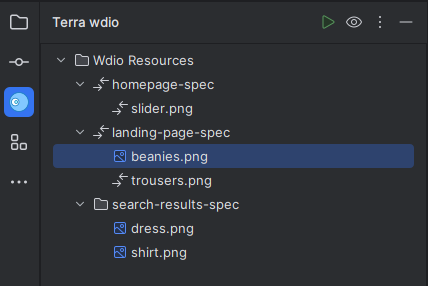 Terra wdio
Wdio Resources
homepage-spec
slider.png
landing-page-spec
beanies.png
trousers.png
search-results-spec
dress.png
shirt.png